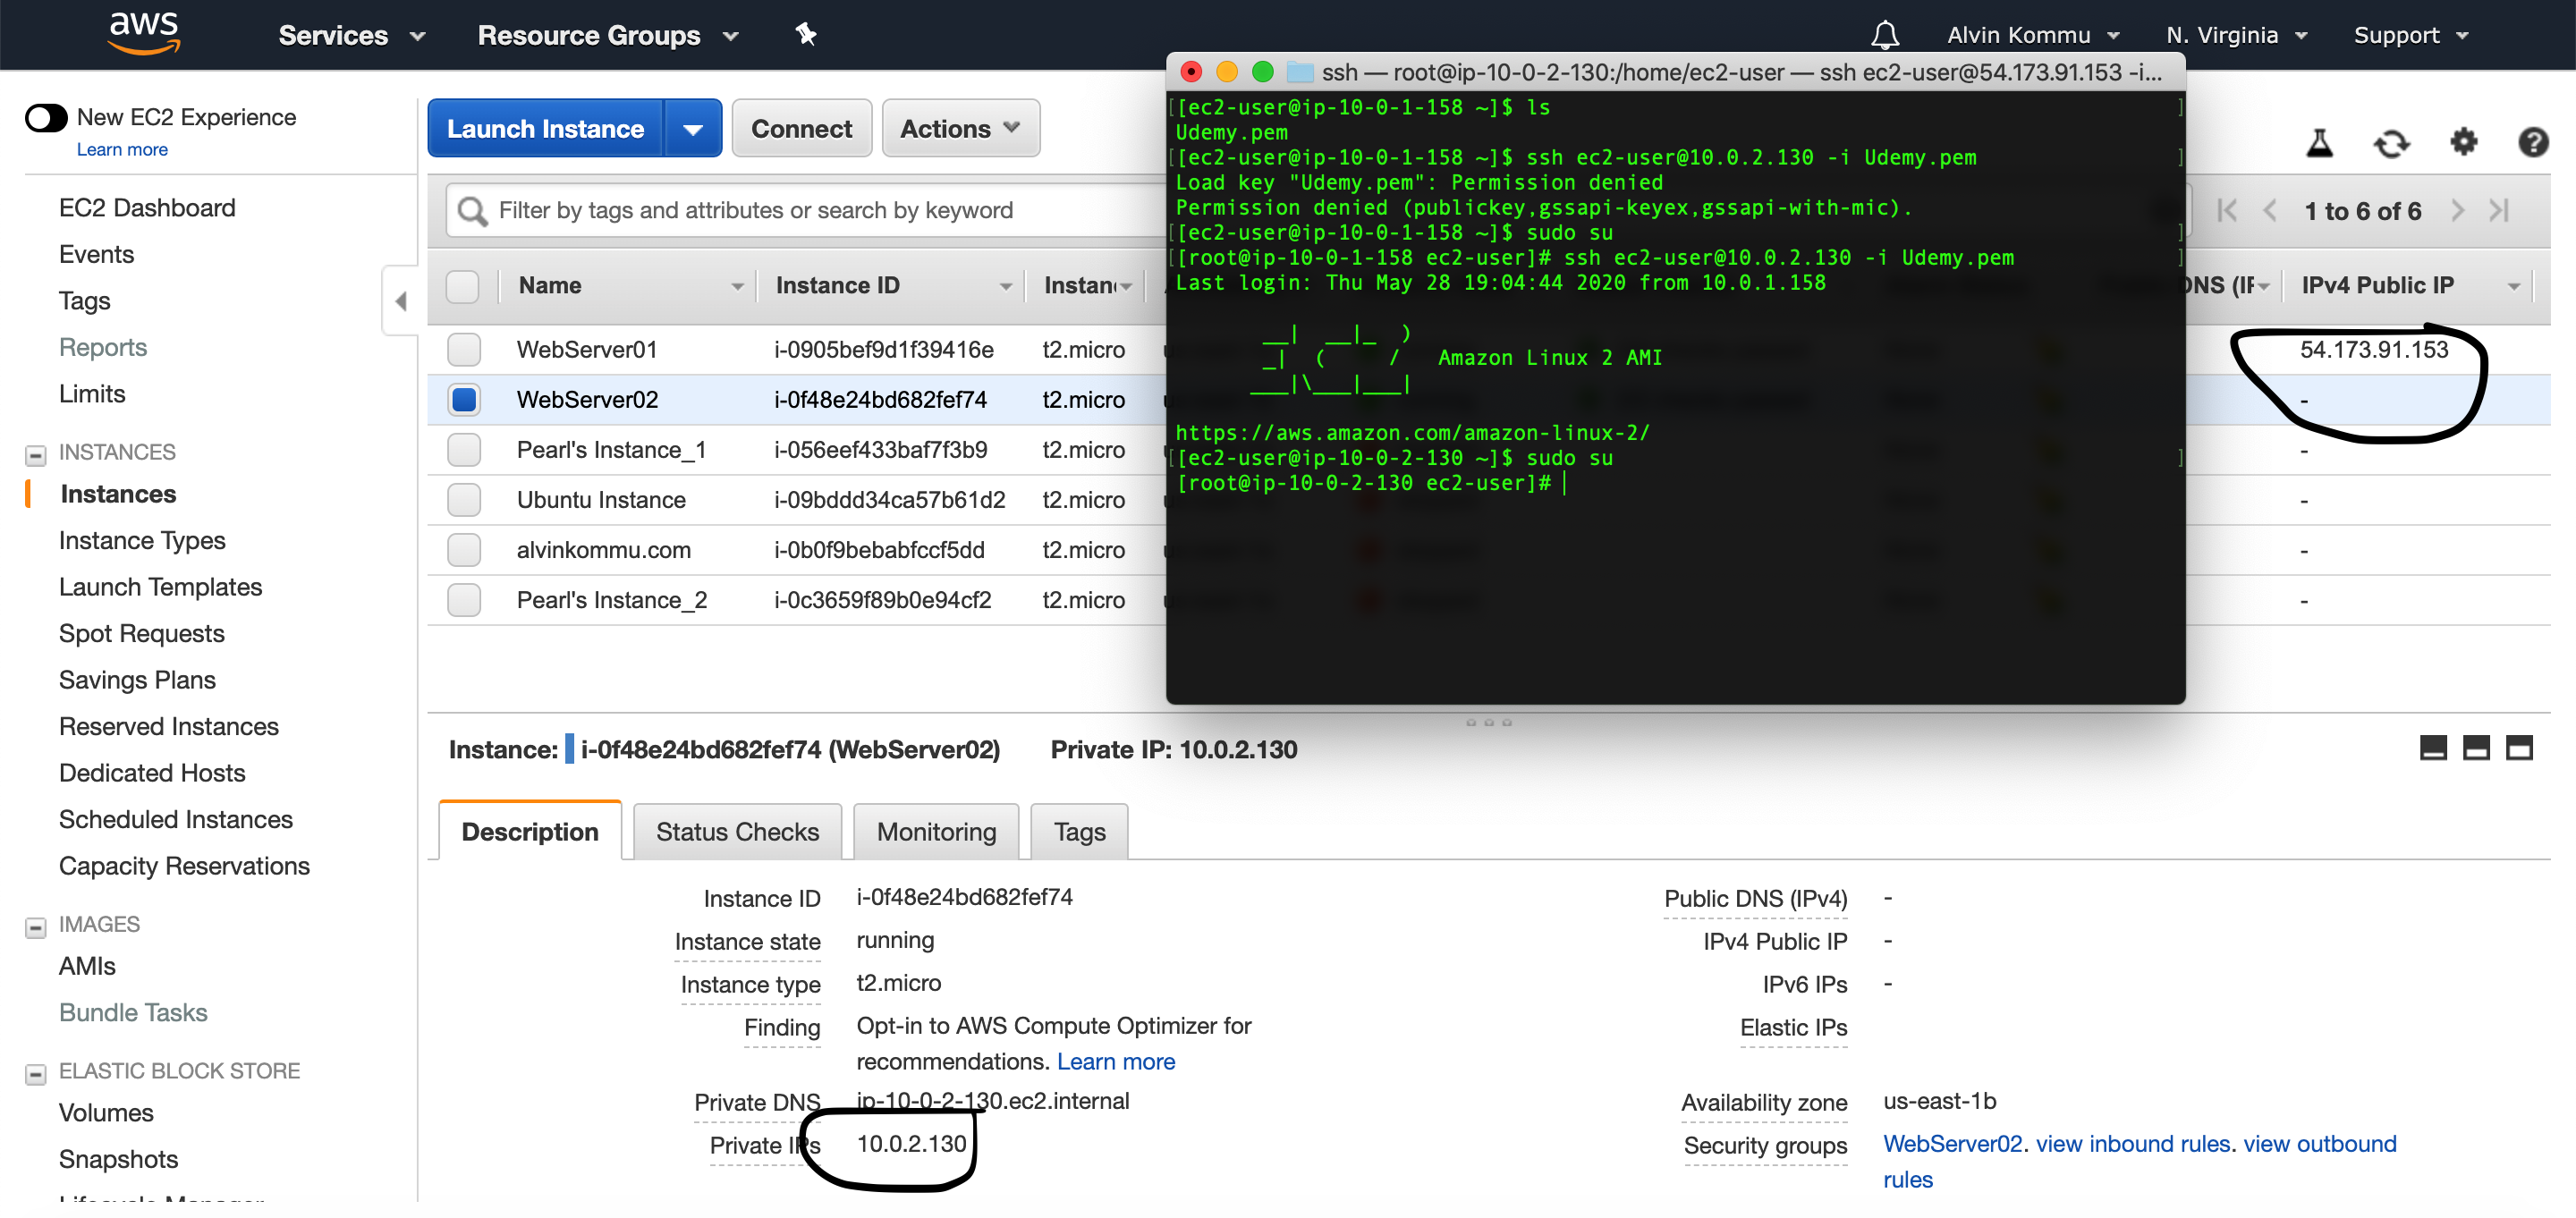 aws Services Resource Groups Alvin Kommu N. Virginia Support
New EC2 Experience
Learn more
EC2 Dashboard
Events
Tags
Reports
Limits
INSTANCES
Instances
Instance Types
Launch Templates
Spot Requests
Savings Plans
Reserved Instances
Dedicated Hosts
Scheduled Instances
Capacity Reservations
IMAGES
AMIs
Bundle Tasks
ELASTIC BLOCK STORE
Volumes
Snapshots
Lifecycle Manager
Launch Instance Connect Actions
Filter by tags and attributes or search by keyword
1 to 6 of 6
Name Instance ID Instan DNS (IF IPv4 Public IP
WebServer01 i-0905bef9d1f39416e t2.micro 54.173.91.153
WebServer02 i-0f48e24bd682fef74 t2.micro -
Pearl's Instance_1 i-056eef433baf7f3b9 t2.micro -
Ubuntu Instance i-09bddd34ca57b61d2 t2.micro -
alvinkommu.com i-0b0f9bebabfccf5dd t2.micro -
Pearl's Instance_2 i-0c3659f89b0e94cf2 t2.micro -
ssh — root@ip-10-0-2-130:/home/ec2-user — ssh ec2-user@54.173.91.153 -i...
[[ec2-user@ip-10-0-1-158 ~]$ ls ]
Udemy.pem
[[ec2-user@ip-10-0-1-158 ~]$ ssh ec2-user@10.0.2.130 -i Udemy.pem ]
Load key "Udemy.pem": Permission denied
Permission denied (publickey,gssapi-keyex,gssapi-with-mic).
[[ec2-user@ip-10-0-1-158 ~]$ sudo su ]
[[root@ip-10-0-1-158 ec2-user]# ssh ec2-user@10.0.2.130 -i Udemy.pem ]
Last login: Thu May 28 19:04:44 2020 from 10.0.1.158
__|  __|_  )
_|  (     /   Amazon Linux 2 AMI
___|\___|___|
https://aws.amazon.com/amazon-linux-2/
[[ec2-user@ip-10-0-2-130 ~]$ sudo su ]
[root@ip-10-0-2-130 ec2-user]#
Instance: i-0f48e24bd682fef74 (WebServer02) Private IP: 10.0.2.130
Description Status Checks Monitoring Tags
Instance ID i-0f48e24bd682fef74
Instance state running
Instance type t2.micro
Finding Opt-in to AWS Compute Optimizer for
recommendations. Learn more
Private DNS ip-10-0-2-130.ec2.internal
Private IPs 10.0.2.130
Public DNS (IPv4) -
IPv4 Public IP -
IPv6 IPs -
Elastic IPs
Availability zone us-east-1b
Security groups WebServer02. view inbound rules. view outbound
rules